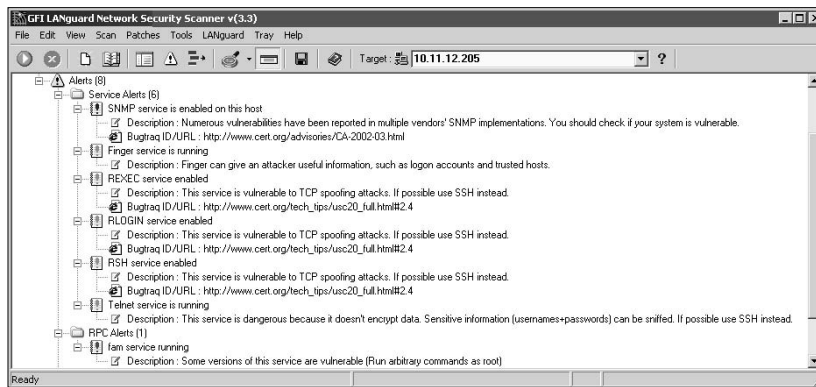 GFI LANguard Network Security Scanner v(3.3)
File Edit View Scan Patches Tools LANguard Tray Help
Target: 10.11.12.205
Alerts (8)
Service Alerts (6)
SNMP service is enabled on this host
Description : Numerous vulnerabilities have been reported in multiple vendors' SNMP implementations. You should check if your system is vulnerable.
Bugtraq ID/URL : http://www.cert.org/advisories/CA-2002-03.html
Finger service is running
Description : Finger can give an attacker useful information, such as logon accounts and trusted hosts.
REXEC service enabled
Description : This service is vulnerable to TCP spoofing attacks. If possible use SSH instead.
Bugtraq ID/URL : http://www.cert.org/tech_tips/usc20_full.html#2.4
RLOGIN service enabled
Description : This service is vulnerable to TCP spoofing attacks. If possible use SSH instead.
Bugtraq ID/URL : http://www.cert.org/tech_tips/usc20_full.html#2.4
RSH service enabled
Description : This service is vulnerable to TCP spoofing attacks. If possible use SSH instead.
Bugtraq ID/URL : http://www.cert.org/tech_tips/usc20_full.html#2.4
Telnet service is running
Description : This service is dangerous because it doesn't encrypt data. Sensitive information (usernames+passwords) can be sniffed. If possible use SSH instead.
RPC Alerts (1)
fam service running
Description : Some versions of this service are vulnerable (Run arbitrary commands as root)
Ready